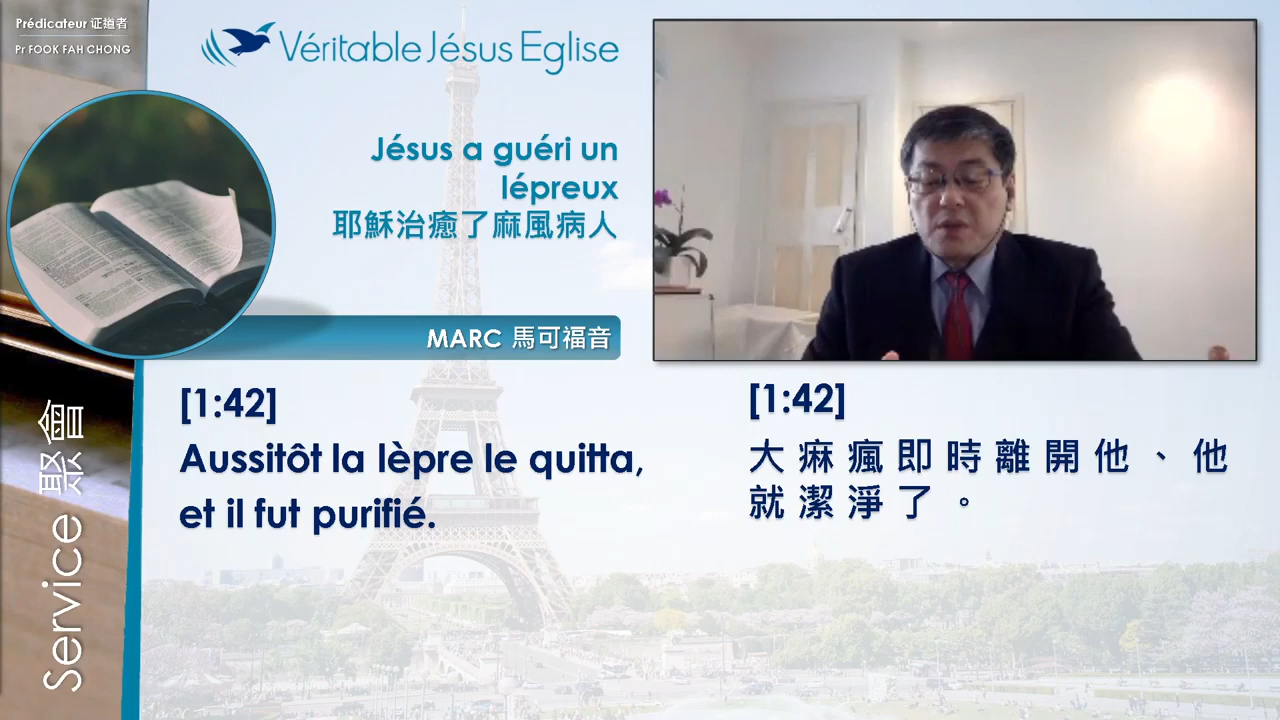 Prédicateur 证道者
Pr FOOK FAH CHONG
Véritable Jésus Eglise
Jésus a guéri un
lépreux
耶穌治癒了麻風病人
MARC 馬可福音
[1:42]
Aussitôt la lèpre le quitta,
et il fut purifié.
[1:42]
大痳瘋即時離開他、他
就潔淨了。
Service 聚會